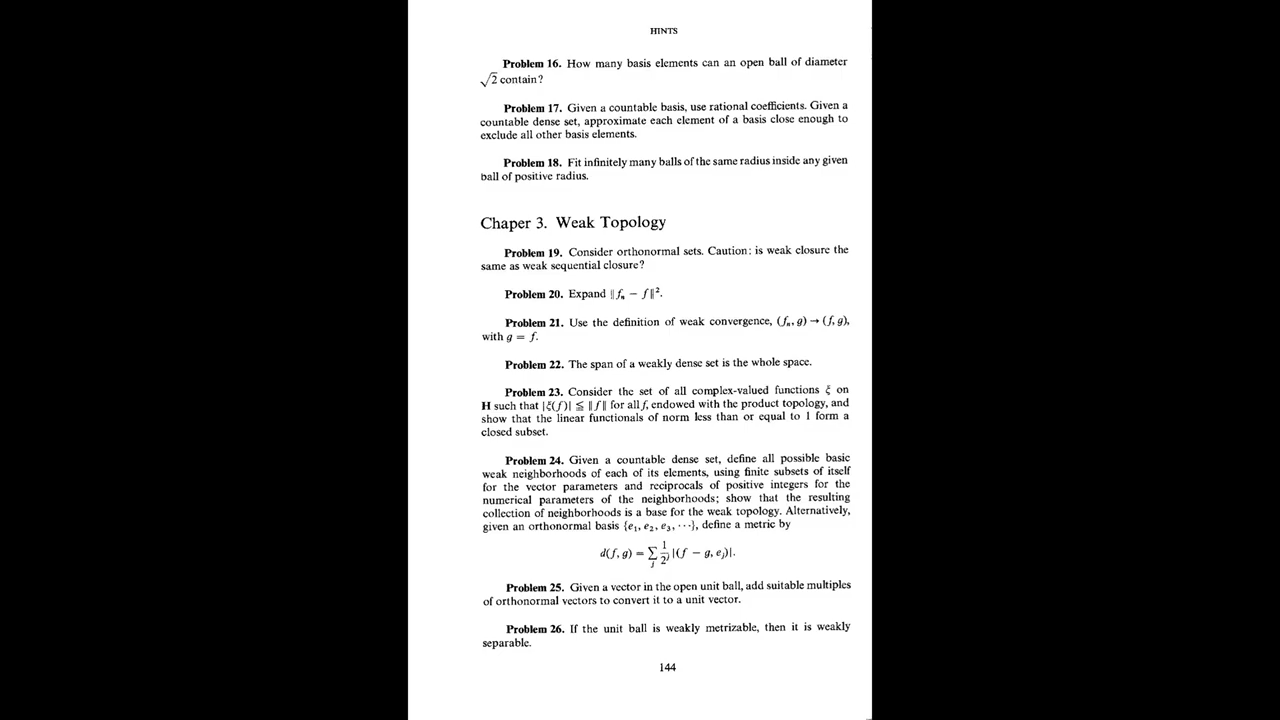 HINTS
Problem 16. How many basis elements can an open ball of diameter
√2 contain?
Problem 17. Given a countable basis, use rational coefficients. Given a
countable dense set, approximate each element of a basis close enough to
exclude all other basis elements.
Problem 18. Fit infinitely many balls of the same radius inside any given
ball of positive radius.
Chaper 3. Weak Topology
Problem 19. Consider orthonormal sets. Caution: is weak closure the
same as weak sequential closure?
Problem 20. Expand ‖fₙ − f‖².
Problem 21. Use the definition of weak convergence, (fₙ, g) → (f, g),
with g = f.
Problem 22. The span of a weakly dense set is the whole space.
Problem 23. Consider the set of all complex-valued functions ξ on
H such that |ξ(f)| ≦ ‖f‖ for all f, endowed with the product topology, and
show that the linear functionals of norm less than or equal to 1 form a
closed subset.
Problem 24. Given a countable dense set, define all possible basic
weak neighborhoods of each of its elements, using finite subsets of itself
for the vector parameters and reciprocals of positive integers for the
numerical parameters of the neighborhoods; show that the resulting
collection of neighborhoods is a base for the weak topology. Alternatively,
given an orthonormal basis {e₁, e₂, e₃, ⋯}, define a metric by
d(f, g) = ∑ⱼ 1/2ʲ |(f − g, eⱼ)|.
Problem 25. Given a vector in the open unit ball, add suitable multiples
of orthonormal vectors to convert it to a unit vector.
Problem 26. If the unit ball is weakly metrizable, then it is weakly
separable.
144